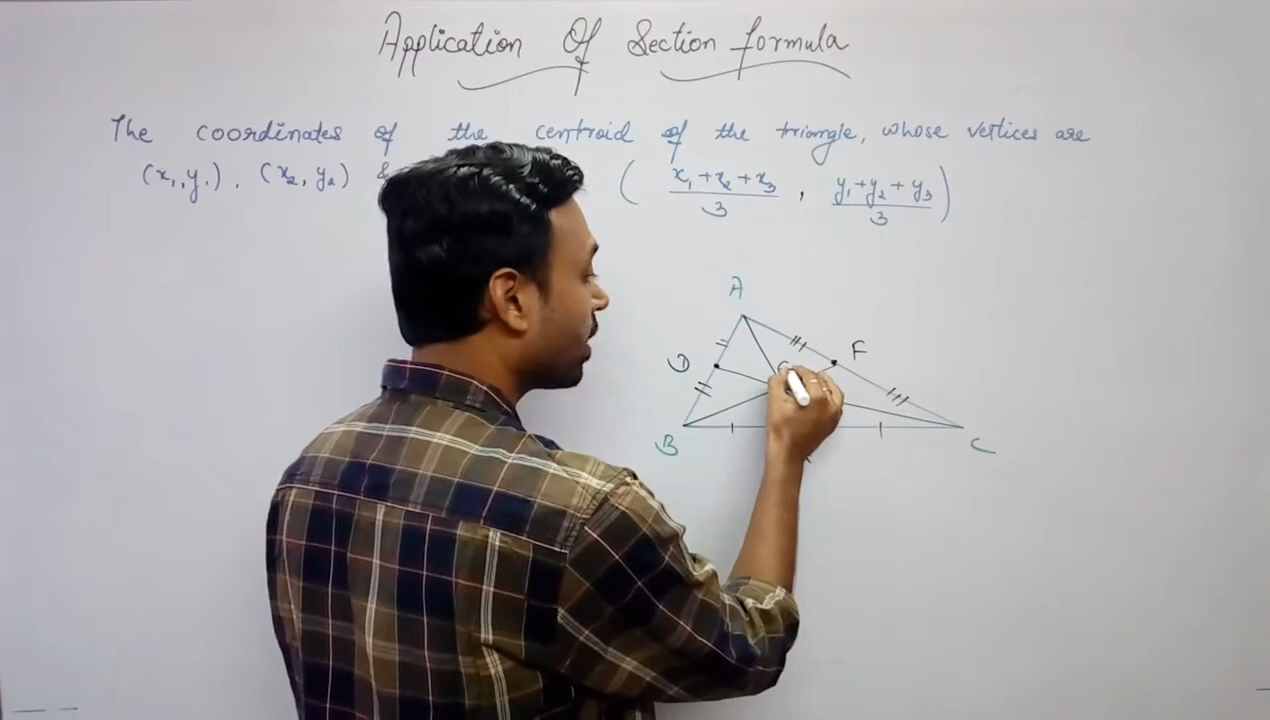 Application Of Section formula
The coordinates of the centroid of the triangle, whose vertices are
(x₁, y₁), (x₂, y₂) & ( x₁+x₂+x₃ / 3 , y₁+y₂+y₃ / 3 )
A
D F
B C